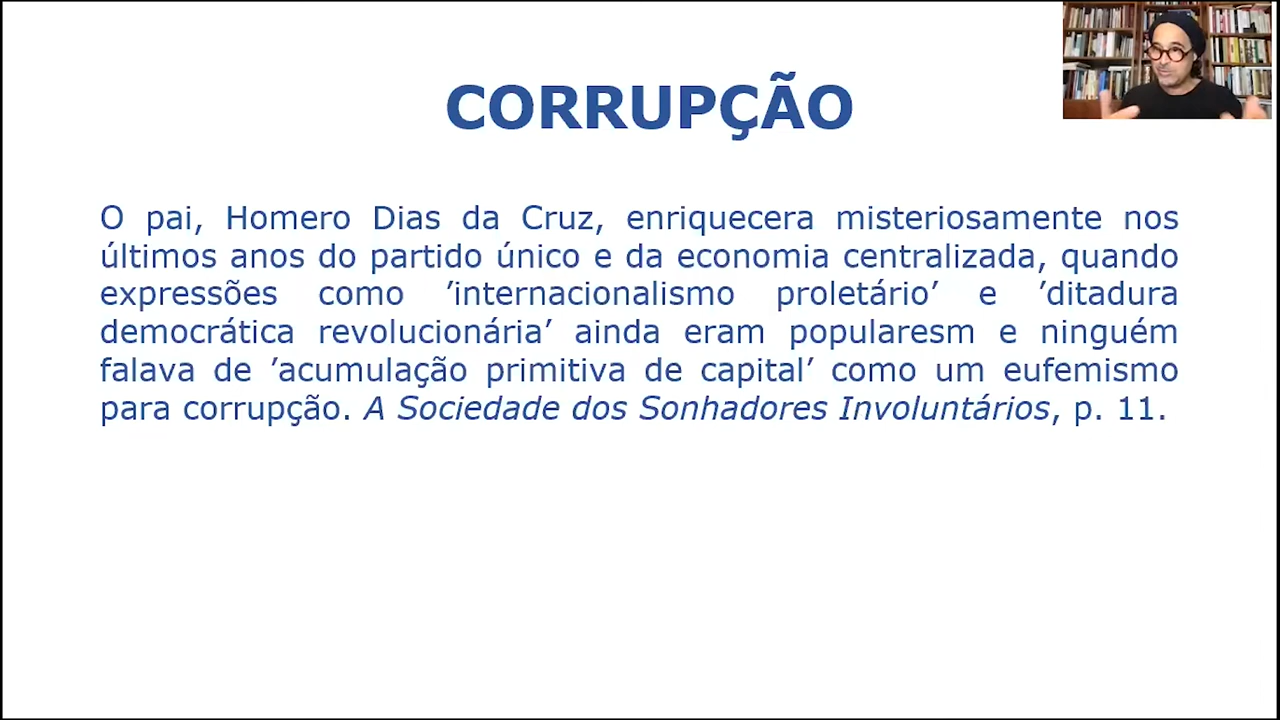 CORRUPÇÃO
O pai, Homero Dias da Cruz, enriquecera misteriosamente nos
últimos anos do partido único e da economia centralizada, quando
expressões como ’internacionalismo proletário’ e ’ditadura
democrática revolucionária’ ainda eram popularesm e ninguém
falava de ’acumulação primitiva de capital’ como um eufemismo
para corrupção. A Sociedade dos Sonhadores Involuntários, p. 11.